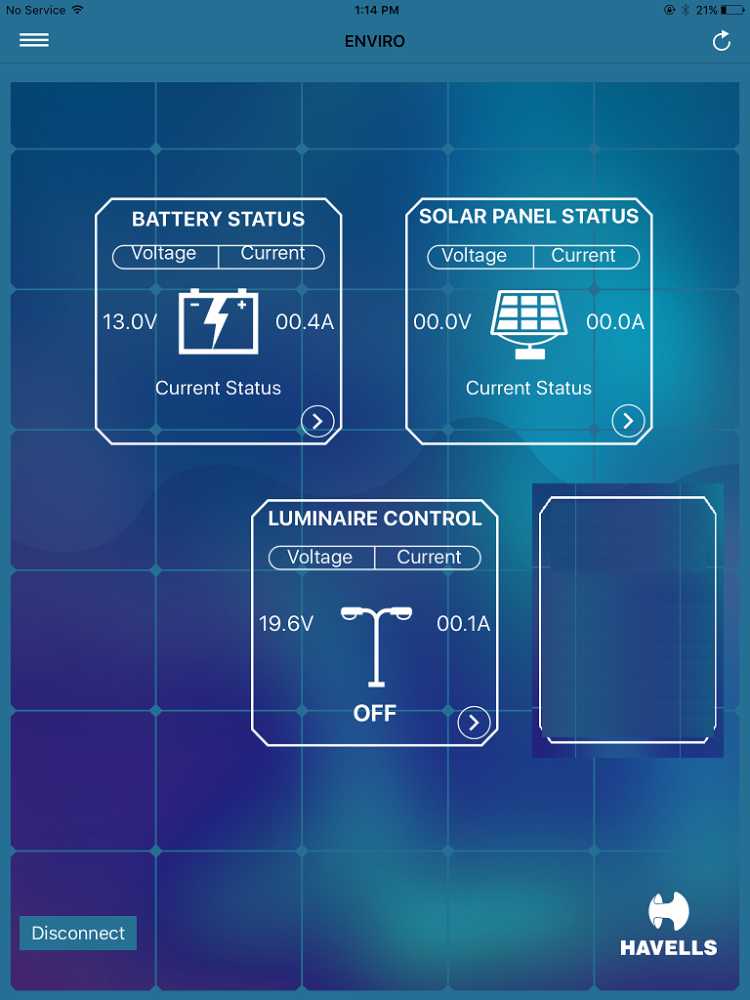 No Service 1:14 PM 21%
ENVIRO
BATTERY STATUS
Voltage Current
13.0V 00.4A
Current Status
SOLAR PANEL STATUS
Voltage Current
00.0V 00.0A
Current Status
LUMINAIRE CONTROL
Voltage Current
19.6V 00.1A
OFF
Disconnect
HAVELLS